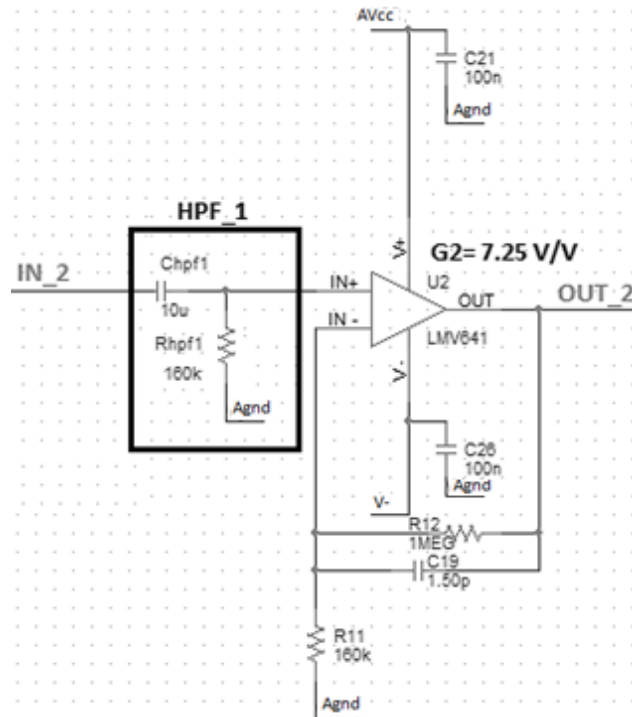 AVcc
C21
100n
Agnd
HPF_1
Chpf1
10u
Rhpf1
160k
Agnd
IN_2
V+
G2= 7.25 V/V
U2
IN+
OUT
OUT_2
IN -
LMV641
V-
C26
100n
Agnd
V-
R12
1MEG
C19
1.50p
R11
160k
Agnd